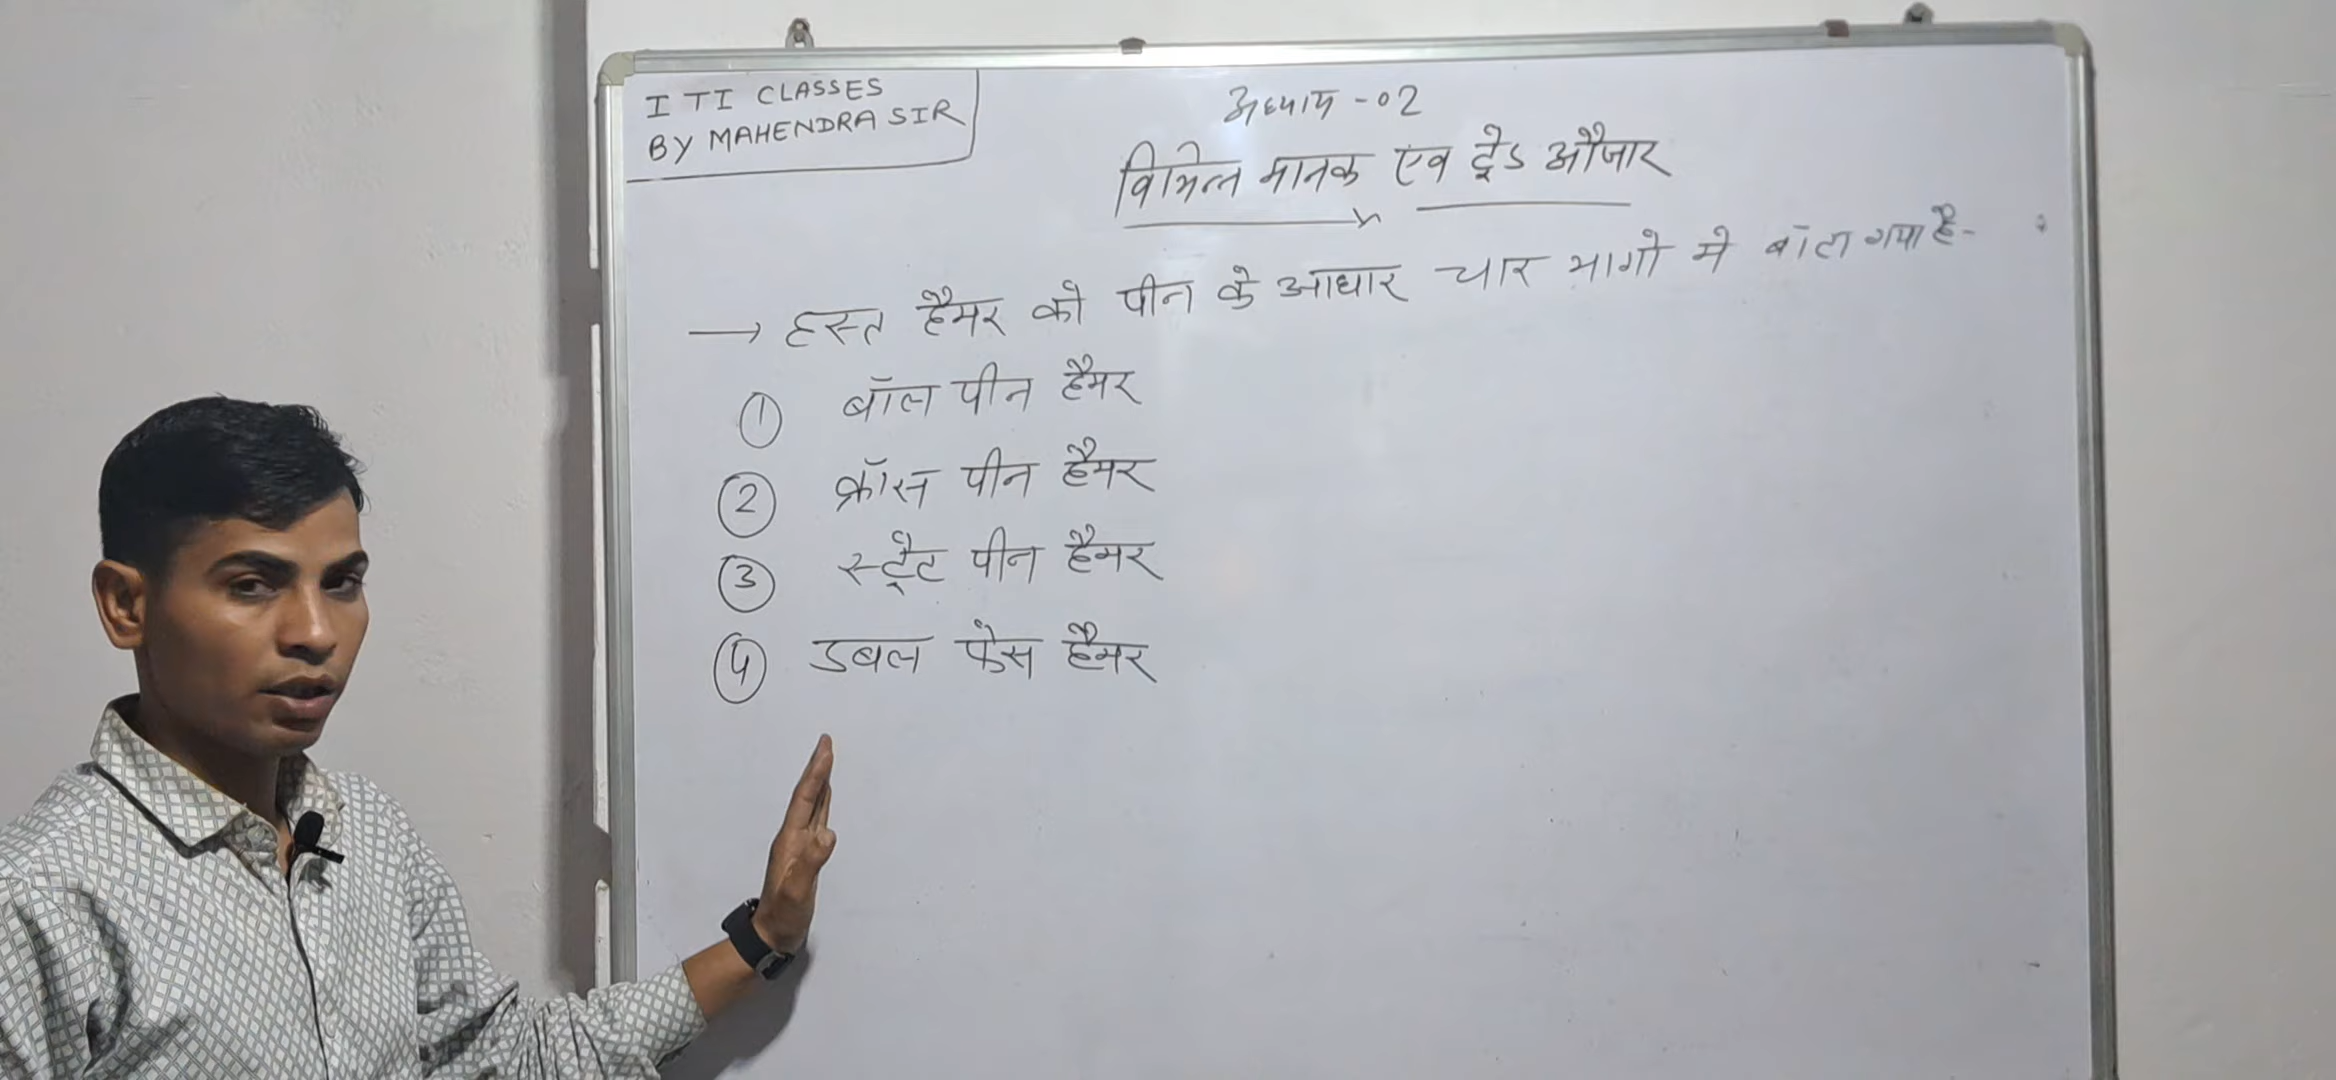 ITI CLASSES
BY MAHENDRA SIR
अध्याय -02
विभिन्न मानक एव ट्रेड औजार
→ हस्त हैमर को पीन के आधार चार भागो मे बाँटा गया है-
① बॉल पीन हैमर
② क्रॉस पीन हैमर
③ स्ट्रैट पीन हैमर
④ डबल फेस हैमर